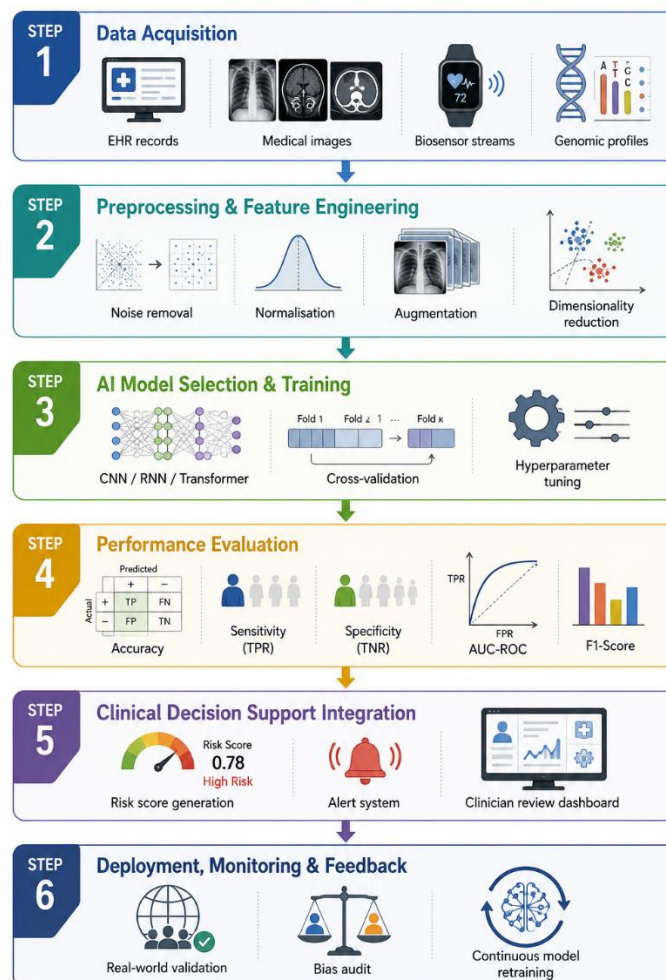 STEP
1
Data Acquisition
72
A T G C
T C
EHR records
Medical images
Biosensor streams
Genomic profiles
STEP
2
Preprocessing & Feature Engineering
Noise removal
Normalisation
Augmentation
Dimensionality
reduction
STEP
3
AI Model Selection & Training
Fold 1
Fold 2
1
...
Fold K
CNN / RNN / Transformer
Cross-validation
Hyperparameter
tuning
STEP
4
Performance Evaluation
Predicted
+ −
Actual
+ TP FN
− FP TN
Accuracy
Sensitivity
(TPR)
Specificity
(TNR)
TPR
FPR
AUC-ROC
F1-Score
STEP
5
Clinical Decision Support Integration
Risk Score
0.78
High Risk
Risk score generation
Alert system
Clinician review dashboard
STEP
6
Deployment, Monitoring & Feedback
Real-world validation
Bias audit
Continuous model
retraining